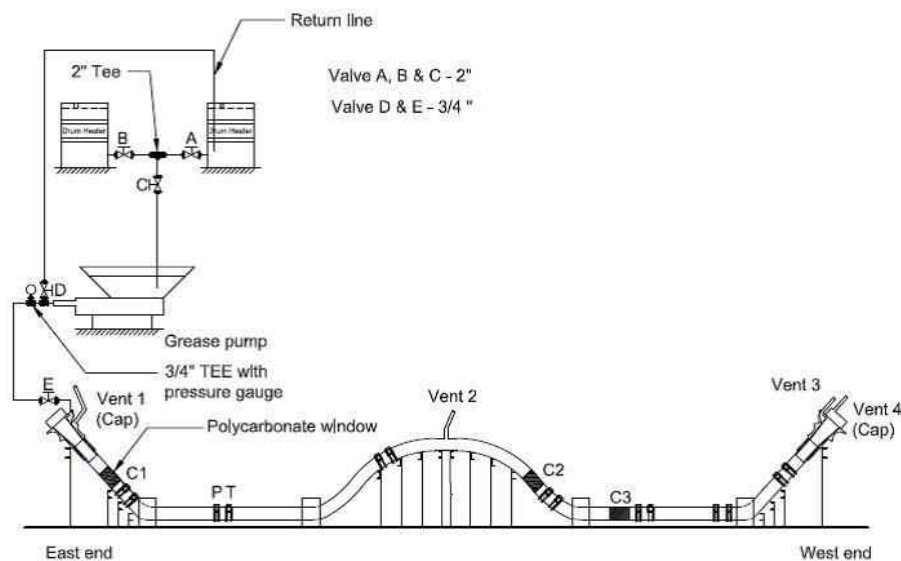 Return line
2" Tee
Valve A, B & C - 2"
Valve D & E - 3/4 "
Drum Heater
Drum Heater
B
A
C
D
Grease pump
3/4" TEE with
pressure gauge
E
Vent 1
(Cap)
Vent 2
Vent 3
Vent 4
(Cap)
Polycarbonate window
C1
C2
P T
C3
East end
West end